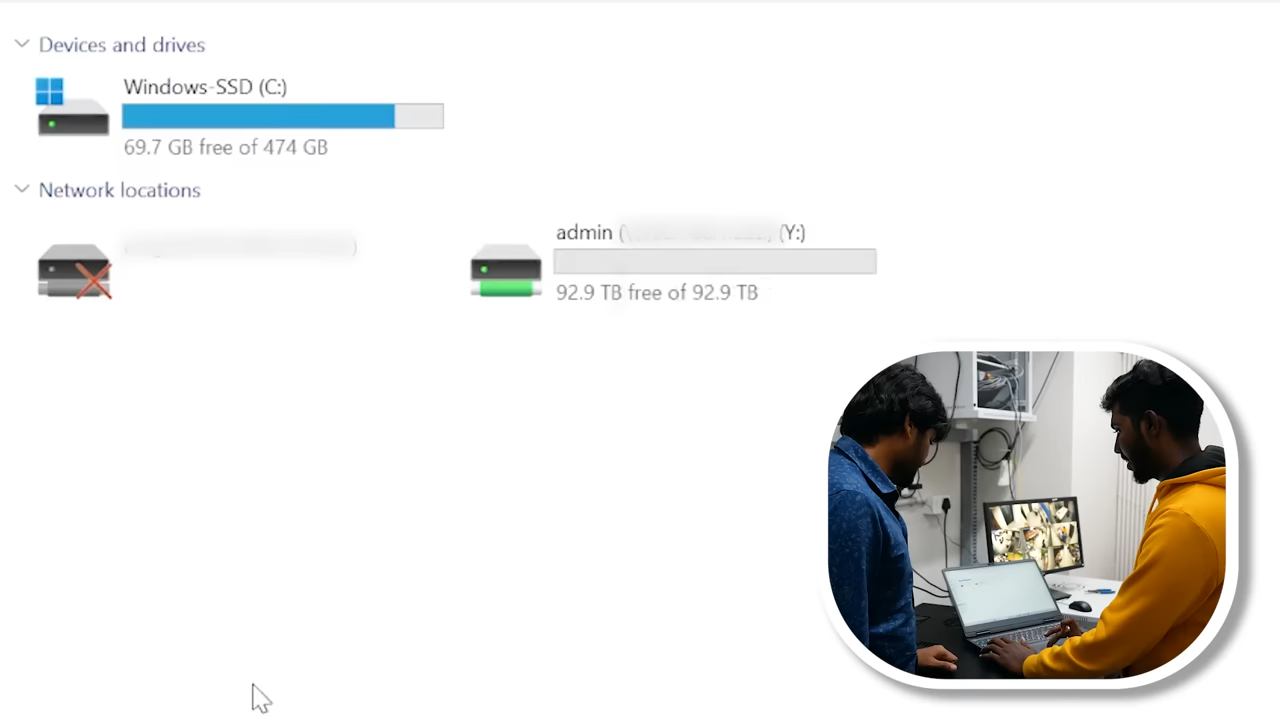 Devices and drives
Windows-SSD (C:)
69.7 GB free of 474 GB
Network locations
)
admin ( (Y:)
92.9 TB free of 92.9 TB